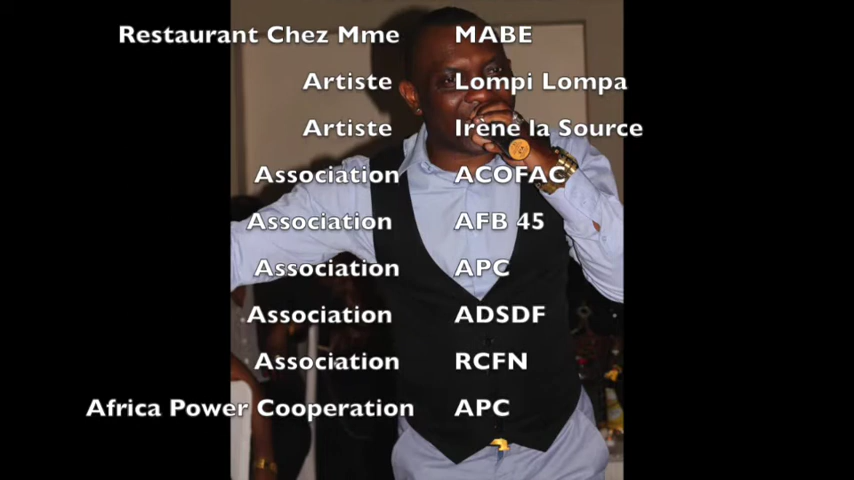 Restaurant Chez Mme MABE
Artiste Lompi Lompa
Artiste Irène la Source
Association ACOFAC
Association AFB 45
Association APC
Association ADSDF
Association RCFN
Africa Power Cooperation APC